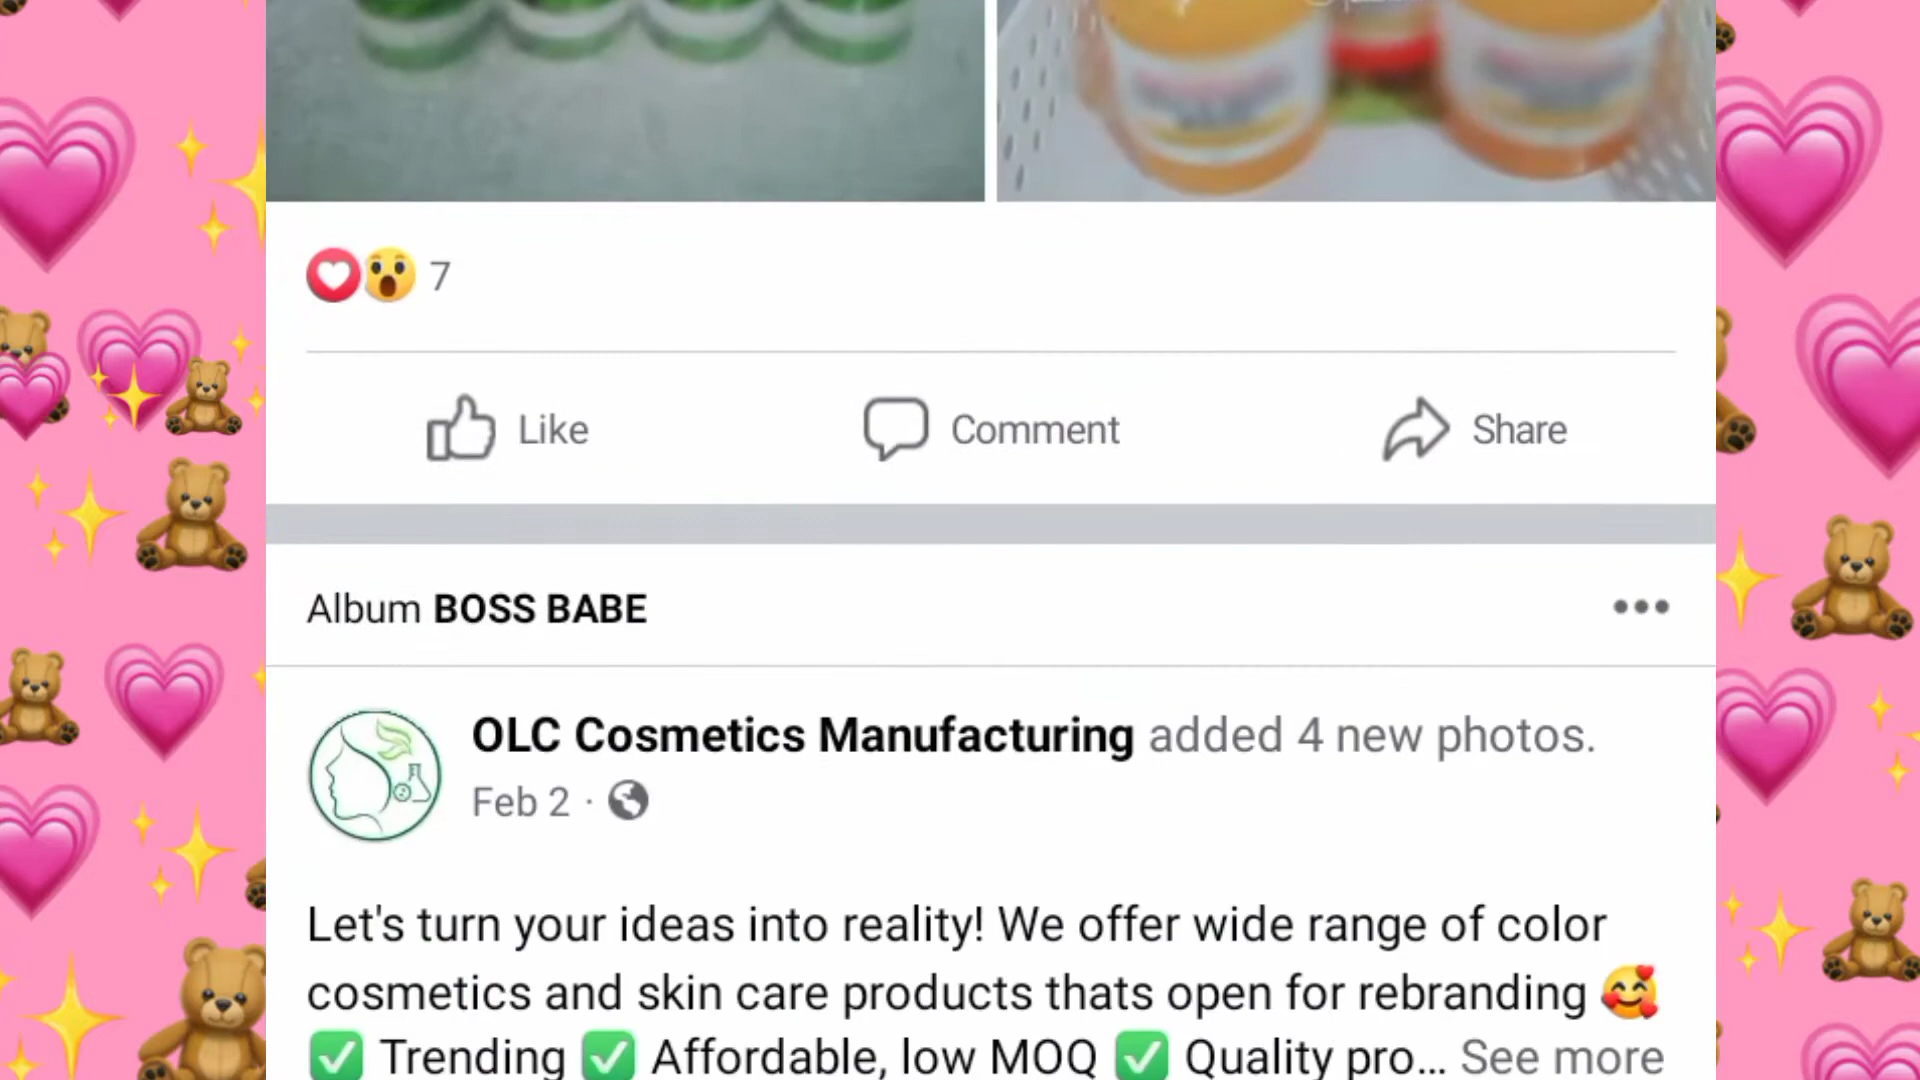 7
Like
Comment
Share
Album BOSS BABE
OLC Cosmetics Manufacturing added 4 new photos.
Feb 2 ·
Let's turn your ideas into reality! We offer wide range of color
cosmetics and skin care products thats open for rebranding 🥰
✅ Trending ✅ Affordable, low MOQ ✅ Quality pro... See more